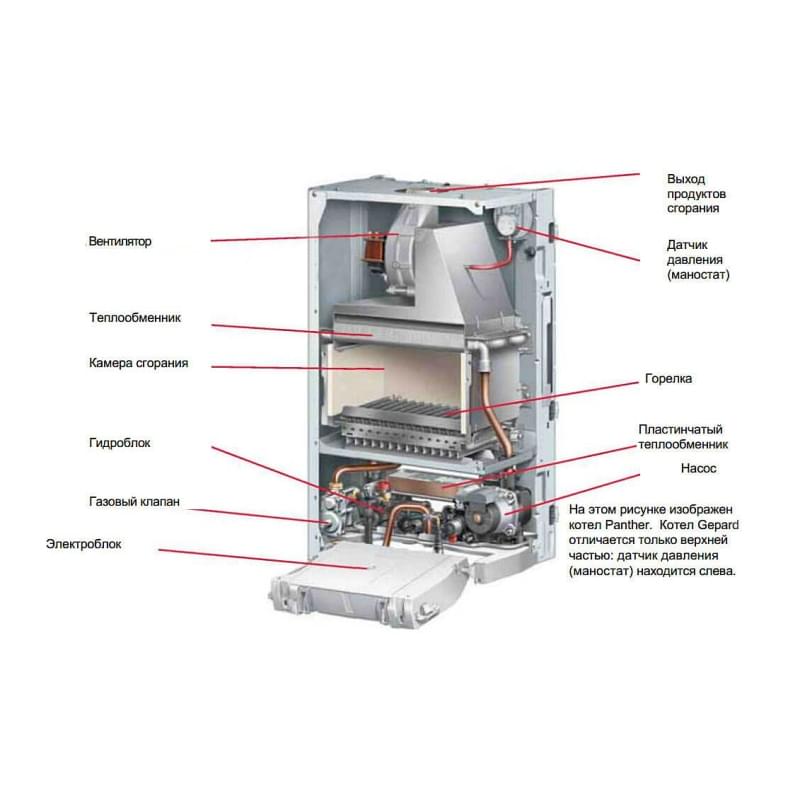 Выход
продуктов
сгорания
Вентилятор
Датчик
давления
(маностат)
Теплообменник
Камера сгорания
Горелка
Гидроблок
Пластинчатый
теплообменник
Насос
Газовый клапан
Электроблок
На этом рисунке изображен
котел Panther. Котел Gepard
отличается только верхней
частью: датчик давления
(маностат) находится слева.